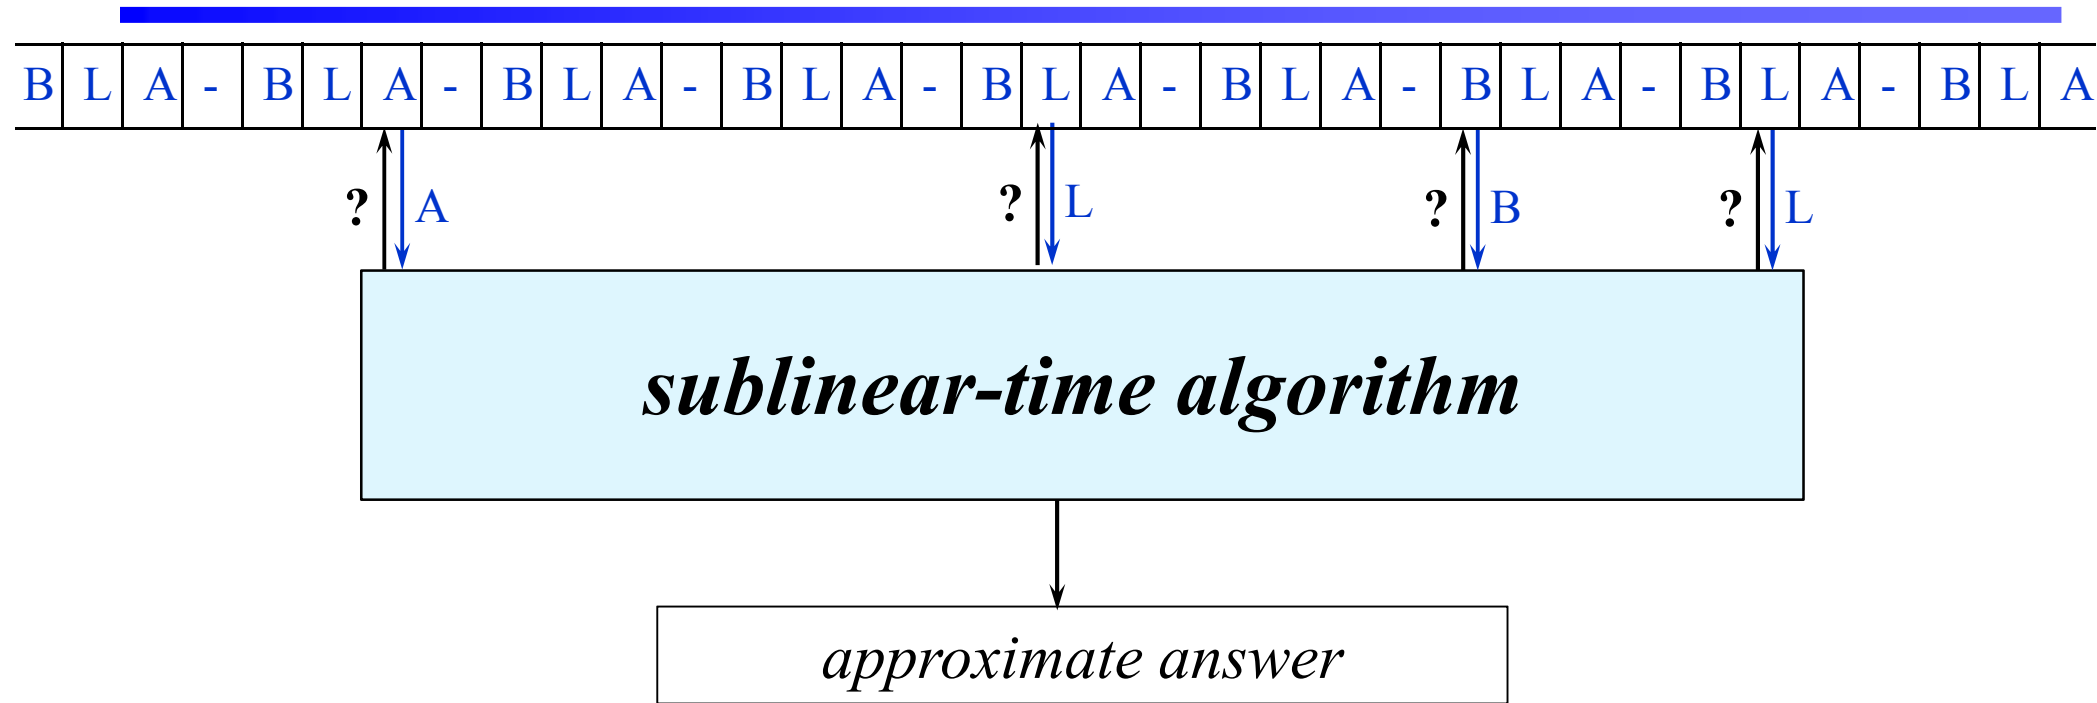 B L A - B L A - B L A - B L A - B L A - B L A - B L A - B L A - B L A
? A ? L ? B ? L
sublinear-time algorithm
approximate answer